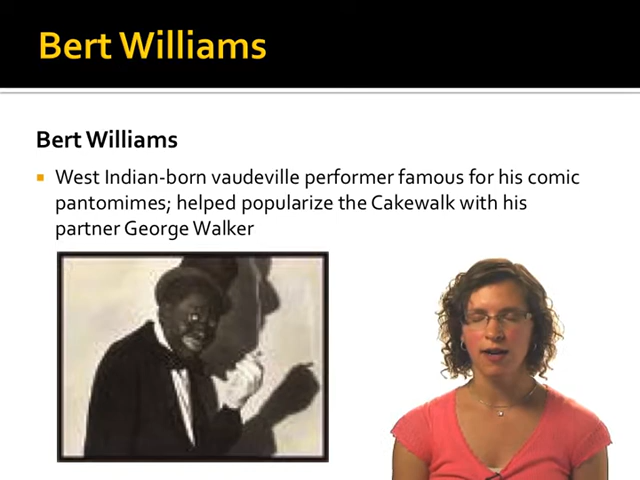 Bert Williams
Bert Williams
West Indian-born vaudeville performer famous for his comic
pantomimes; helped popularize the Cakewalk with his
partner George Walker